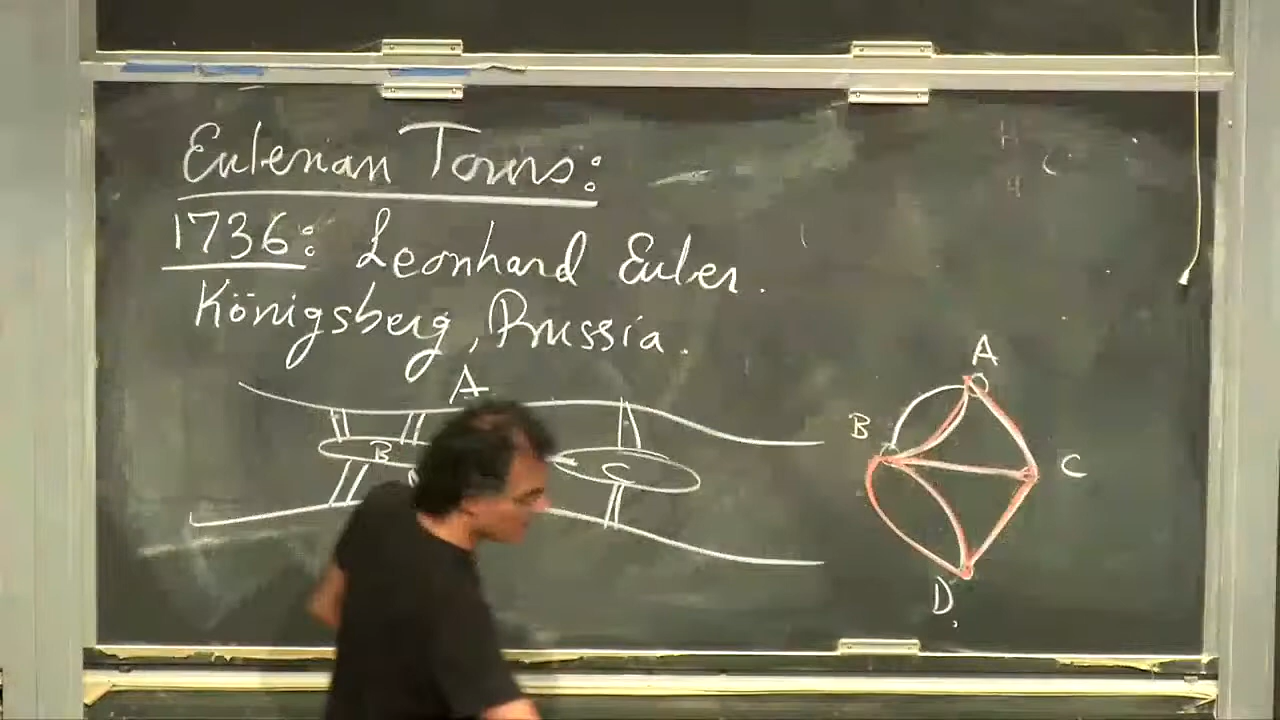 Eulerian Tours:
1736: Leonhard Euler.
Königsberg, Prussia.
A
B
C
A
B
C
D